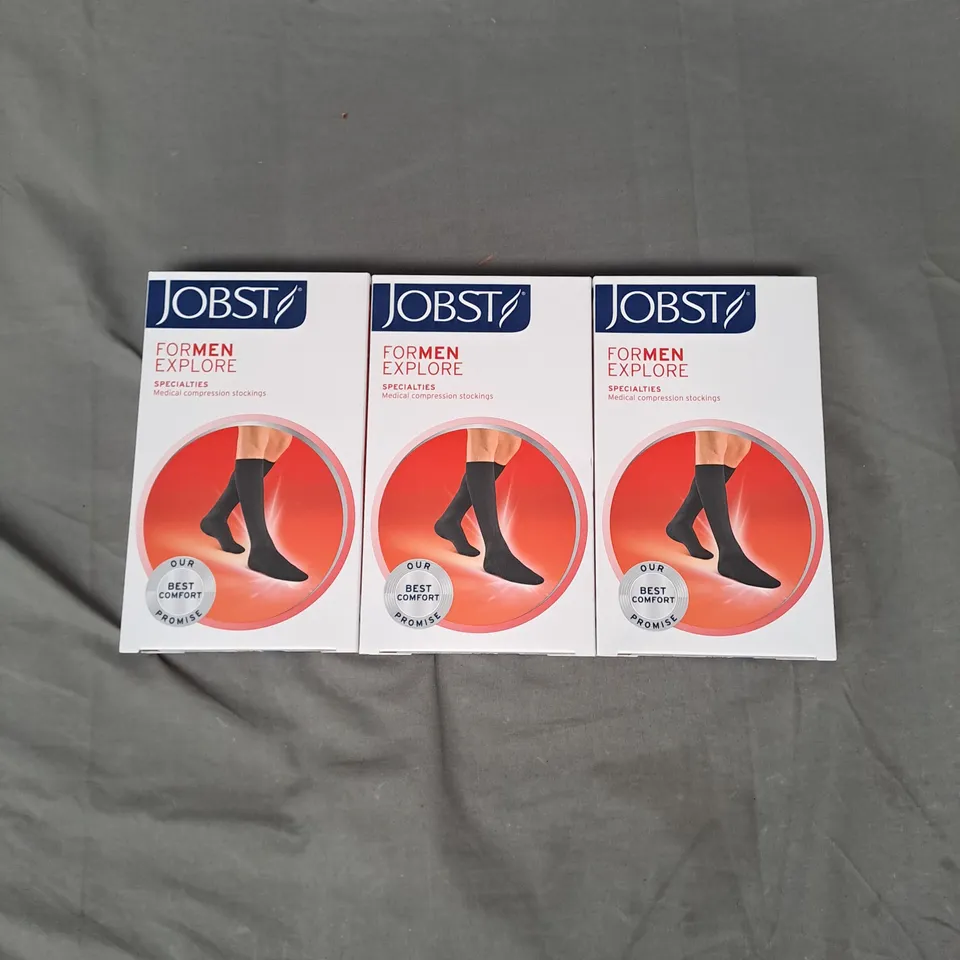 JOBST®
FORMEN
EXPLORE
SPECIALTIES
Medical compression stockings
OUR
BEST
COMFORT
PROMISE
JOBST®
FORMEN
EXPLORE
SPECIALTIES
Medical compression stockings
OUR
BEST
COMFORT
PROMISE
JOBST®
FORMEN
EXPLORE
SPECIALTIES
Medical compression stockings
OUR
BEST
COMFORT
PROMISE